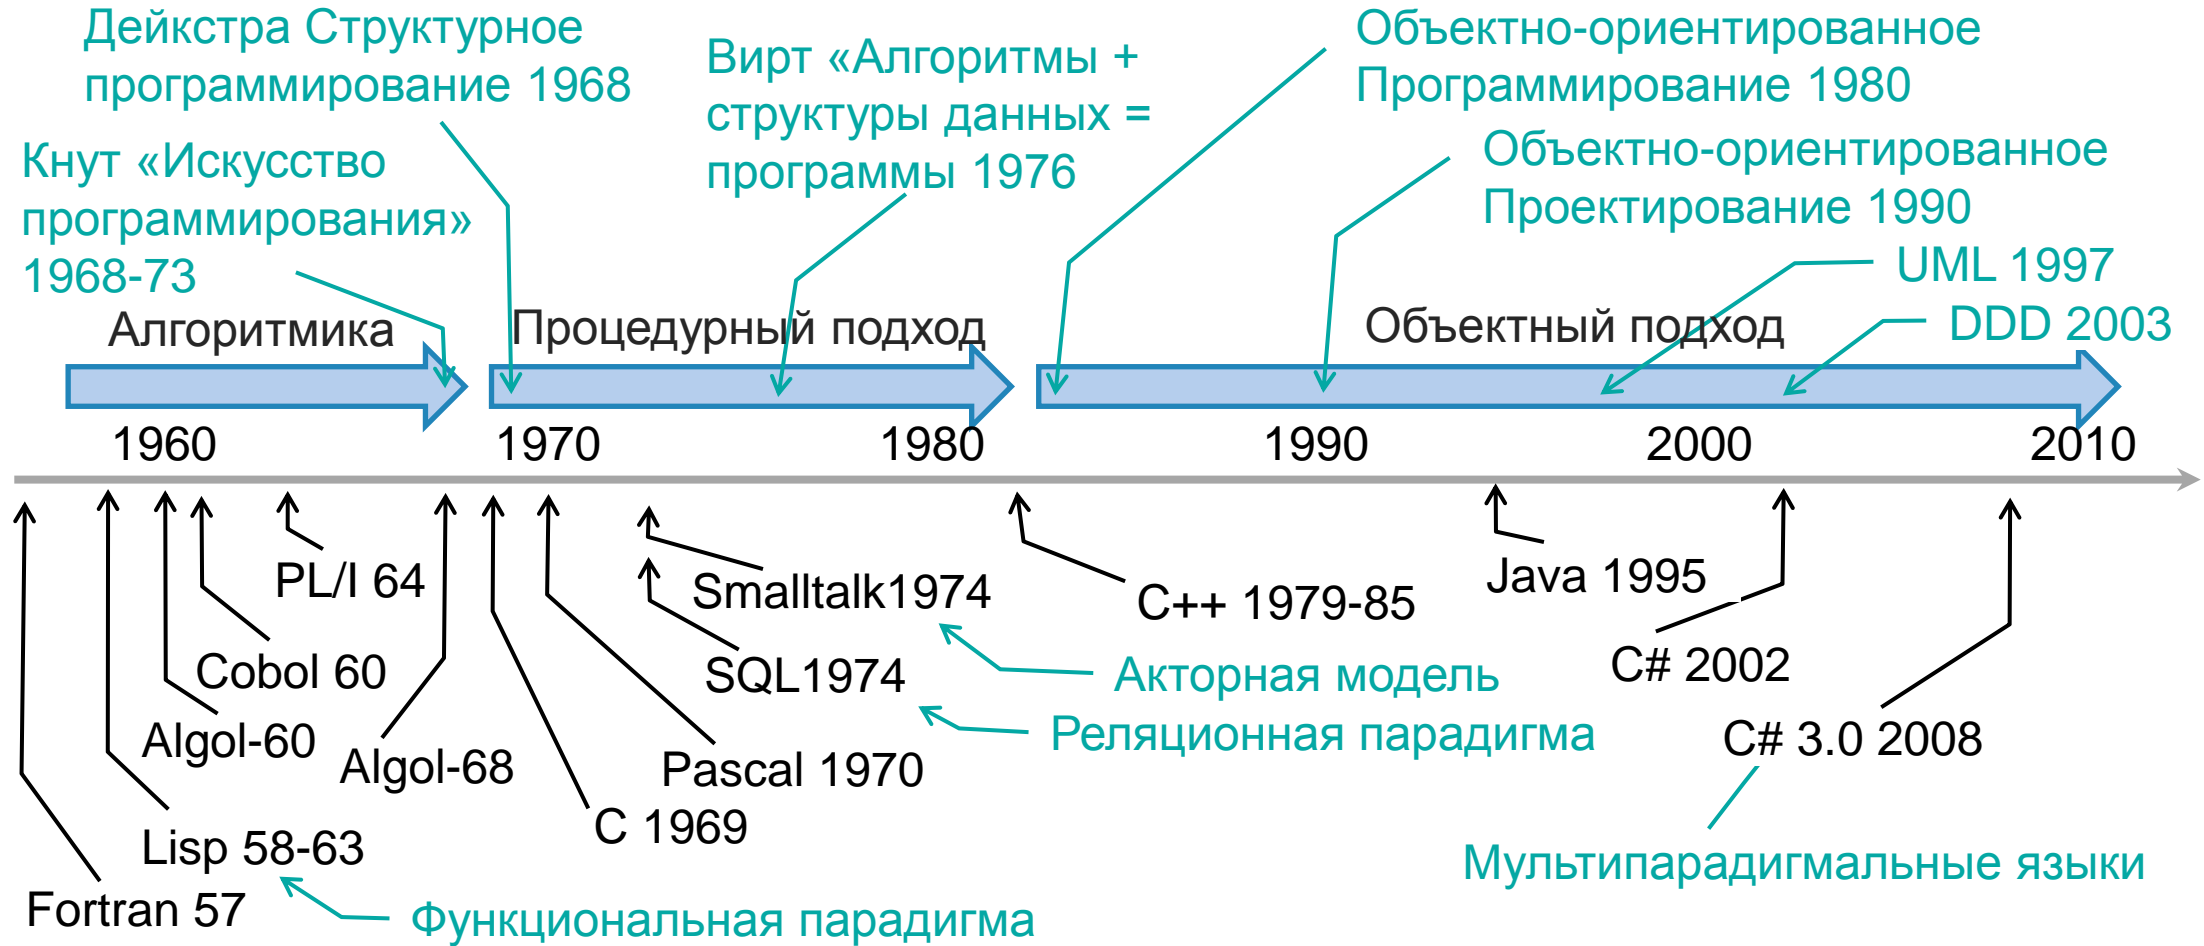 Дейкстра Структурное
программирование 1968
Кнут «Искусство
программирования»
1968-73
Вирт «Алгоритмы +
структуры данных =
программы 1976
Объектно-ориентированное
Программирование 1980
Объектно-ориентированное
Проектирование 1990
UML 1997
DDD 2003
Алгоритмика
Процедурный подход
Объектный подход
1960
1970
1980
1990
2000
2010
PL/I 64
Cobol 60
Algol-60
Algol-68
Lisp 58-63
Fortran 57
Функциональная парадигма
Smalltalk1974
SQL1974
Pascal 1970
C 1969
C++ 1979-85
Акторная модель
Реляционная парадигма
Java 1995
C# 2002
C# 3.0 2008
Мультипарадигмальные языки